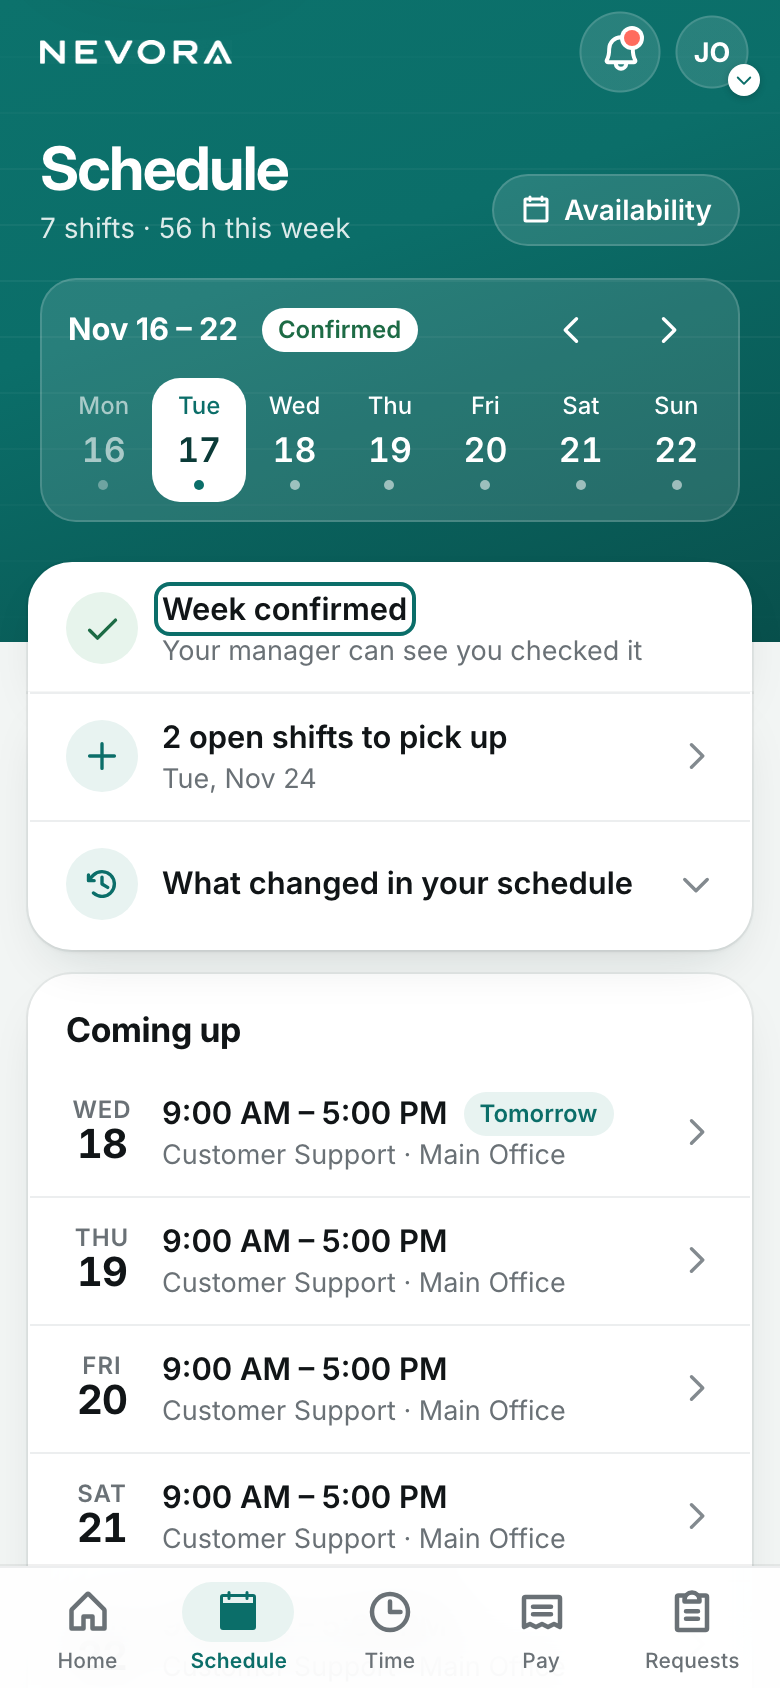 NEVORA
JO
Schedule
7 shifts · 56 h this week
Availability
Nov 16 – 22
Confirmed
Mon Tue Wed Thu Fri Sat Sun
16 17 18 19 20 21 22
Week confirmed
Your manager can see you checked it
2 open shifts to pick up
Tue, Nov 24
What changed in your schedule
Coming up
WED
18
9:00 AM – 5:00 PM
Tomorrow
Customer Support · Main Office
THU
19
9:00 AM – 5:00 PM
Customer Support · Main Office
FRI
20
9:00 AM – 5:00 PM
Customer Support · Main Office
SAT
21
9:00 AM – 5:00 PM
Customer Support · Main Office
Home
Schedule
Time
Pay
Requests